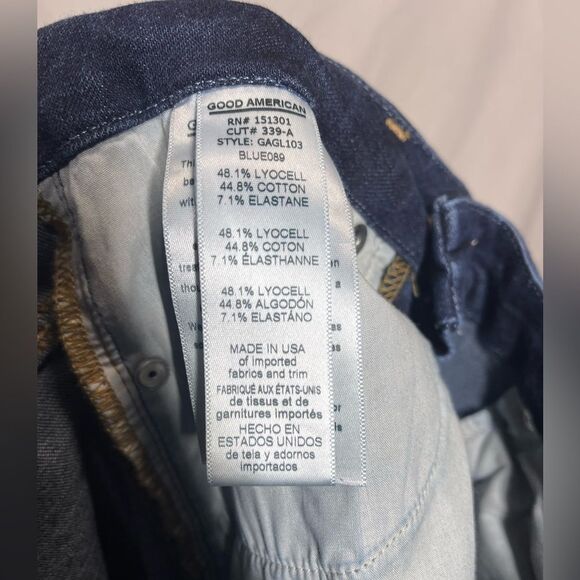 GOOD AMERICAN
RN# 151301
CUT# 339-A
STYLE: GAGL103
BLUE089
48.1% LYOCELL
44.8% COTTON
7.1% ELASTANE
48.1% LYOCELL
44.8% COTON
7.1% ÉLASTHANNE
48.1% LYOCELL
44.8% ALGODÓN
7.1% ELASTÁNO
MADE IN USA
of imported
fabrics and trim
FABRIQUÉ AUX ÉTATS-UNIS
de tissus et de
garnitures importés
HECHO EN
ESTADOS UNIDOS
de teja y adornos
importados